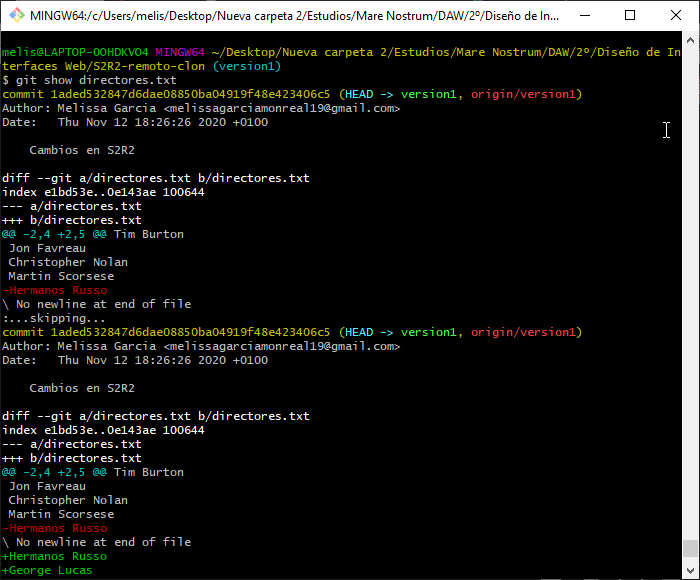 MINGW64:/c/Users/melis/Desktop/Nueva carpeta 2/Estudios/Mare Nostrum/DAW/2º/Diseño de In...
melis@LAPTOP-OOHDKVO4 MINGW64 ~/Desktop/Nueva carpeta 2/Estudios/Mare Nostrum/DAW/2º/Diseño de In
terfaces Web/S2R2-remoto-clon (version1)
$ git show directores.txt
commit 1aded532847d6dae08850ba04919f48e423406c5 (HEAD -> version1, origin/version1)
Author: Melissa Garcia <melissagarciamonreal19@gmail.com>
Date:   Thu Nov 12 18:26:26 2020 +0100
    Cambios en S2R2
diff --git a/directores.txt b/directores.txt
index e1bd53e..0e143ae 100644
--- a/directores.txt
+++ b/directores.txt
@@ -2,4 +2,5 @@ Tim Burton
 Jon Favreau
 Christopher Nolan
 Martin Scorsese
-Hermanos Russo
\ No newline at end of file
:...skipping...
commit 1aded532847d6dae08850ba04919f48e423406c5 (HEAD -> version1, origin/version1)
Author: Melissa Garcia <melissagarciamonreal19@gmail.com>
Date:   Thu Nov 12 18:26:26 2020 +0100
    Cambios en S2R2
diff --git a/directores.txt b/directores.txt
index e1bd53e..0e143ae 100644
--- a/directores.txt
+++ b/directores.txt
@@ -2,4 +2,5 @@ Tim Burton
 Jon Favreau
 Christopher Nolan
 Martin Scorsese
-Hermanos Russo
\ No newline at end of file
+Hermanos Russo
+George Lucas